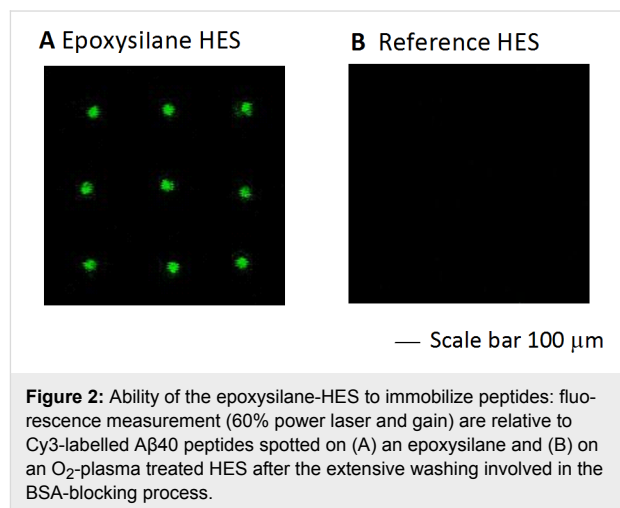 A Epoxysilane HES
B Reference HES
— Scale bar 100 μm
Figure 2: Ability of the epoxysilane-HES to immobilize peptides: fluo-
rescence measurement (60% power laser and gain) are relative to
Cy3-labelled Aβ40 peptides spotted on (A) an epoxysilane and (B) on
an O₂-plasma treated HES after the extensive washing involved in the
BSA-blocking process.